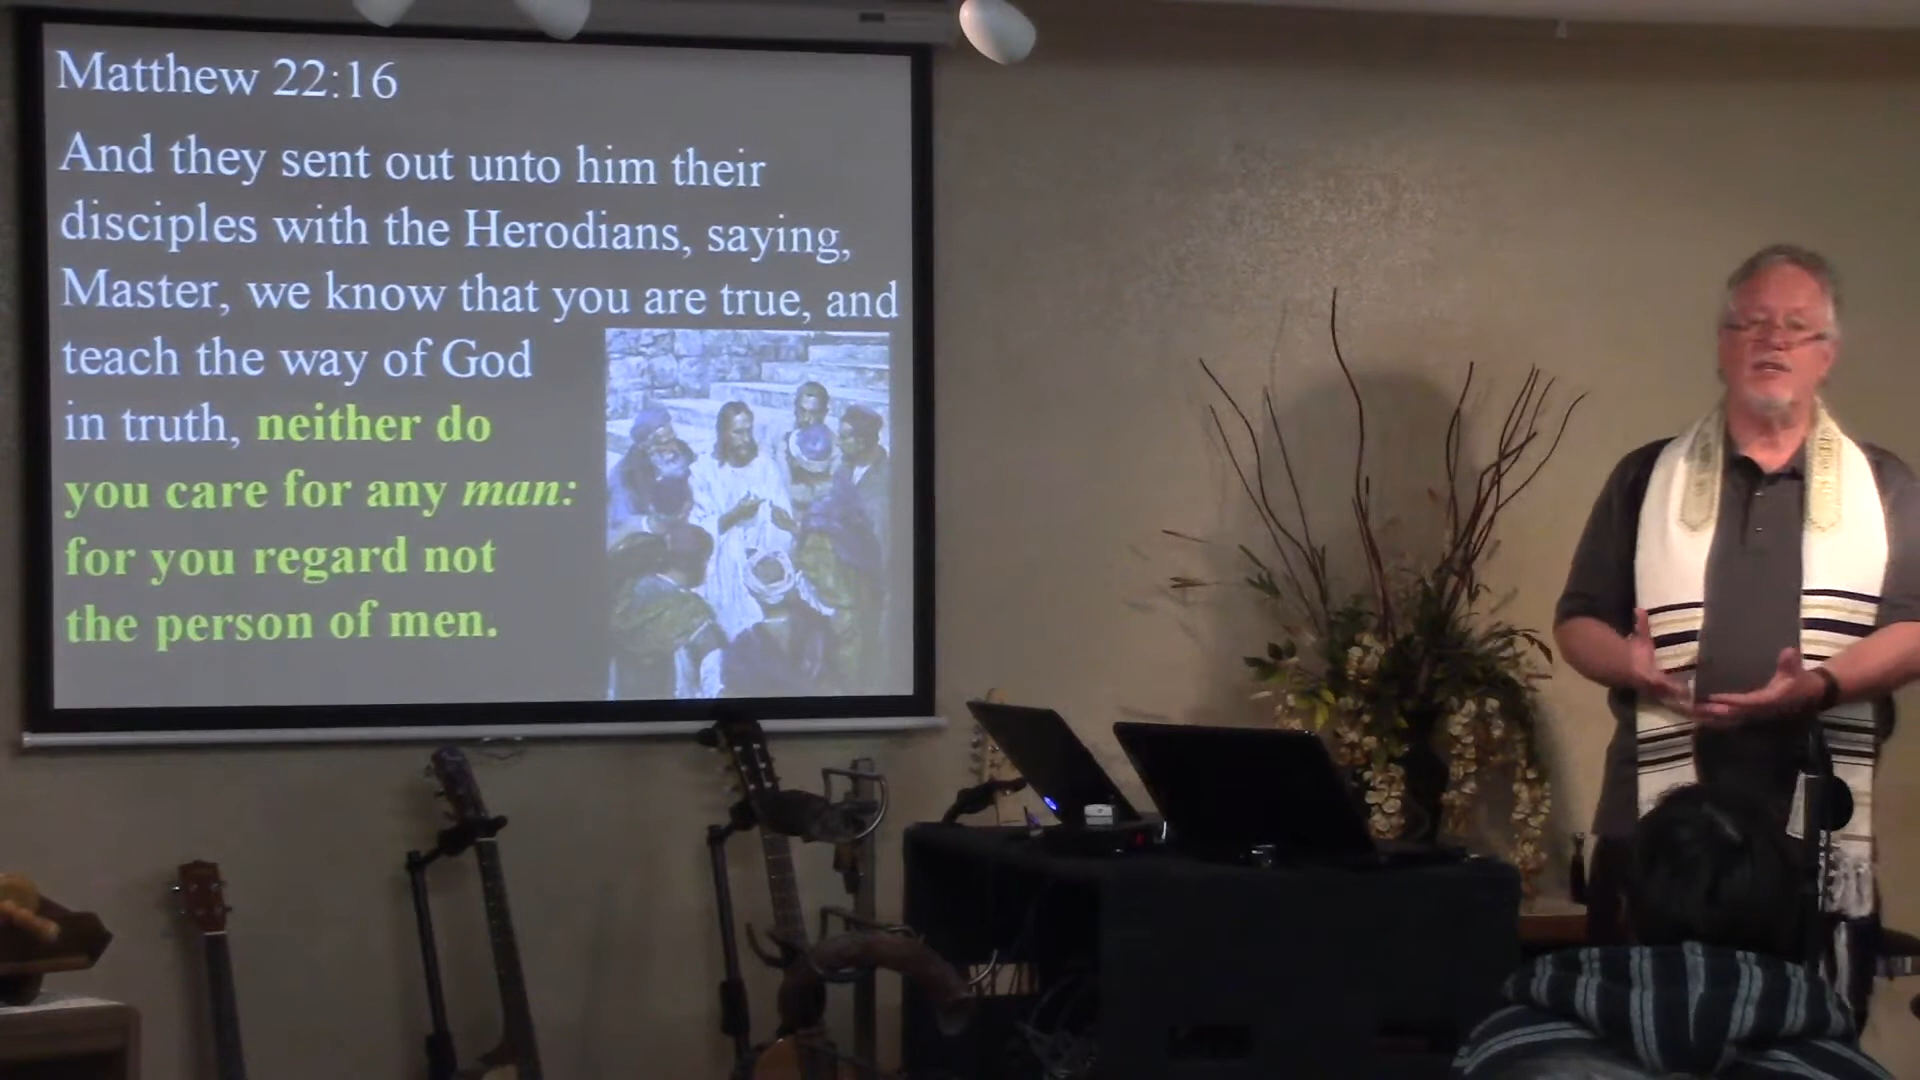 Matthew 22:16
And they sent out unto him their
disciples with the Herodians, saying,
Master, we know that you are true, and
teach the way of God
in truth, neither do
you care for any man:
for you regard not
the person of men.